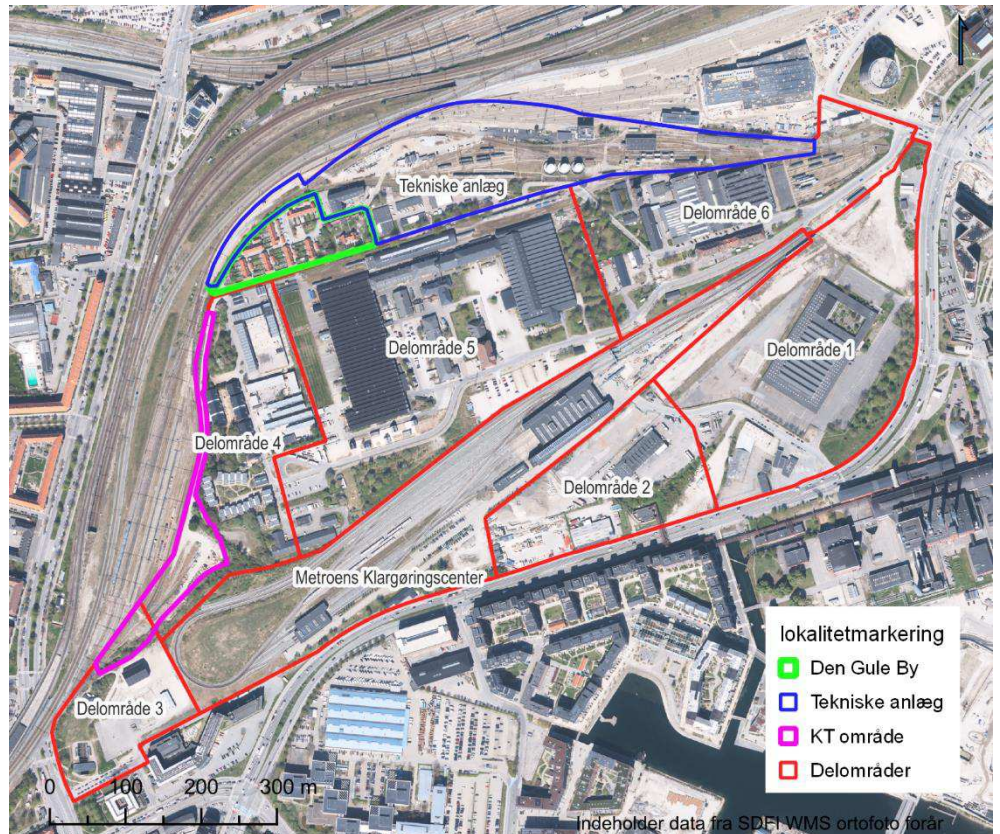 Tekniske anlæg
Delområde 6
Delområde 5
Delområde 1
Delområde 4
Delområde 2
Metroens Klargøringscenter
Delområde 3
0 100 200 300 m
lokalitetmarkering
Den Gule By
Tekniske anlæg
KT område
Delområder
Indeholder data fra SDFI WMS ortofoto forår